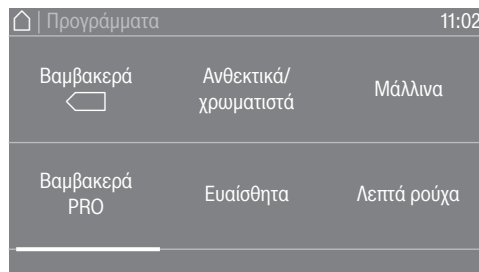 | Προγράμματα 11:02
Βαμβακερά
Ανθεκτικά/
χρωματιστά
Μάλλινα
Βαμβακερά
PRO
Ευαίσθητα
Λεπτά ρούχα